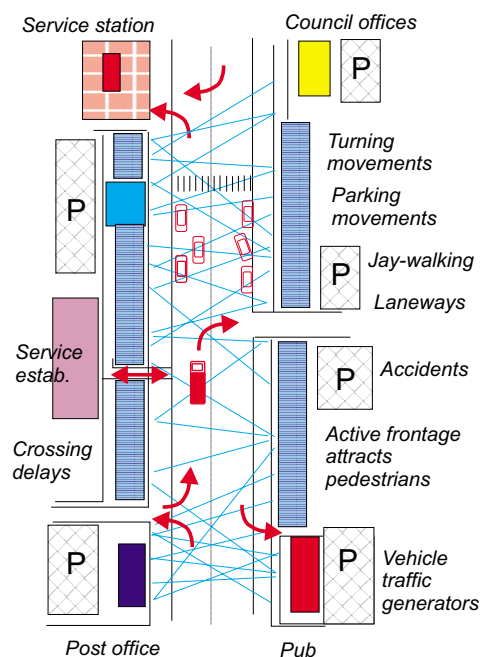 Service station
Council offices
P
Turning
movements
P
Parking
movements
P
Jay-walking
Laneways
Service
estab.
P
Accidents
Crossing
delays
Active frontage
attracts
pedestrians
P
P
Vehicle
traffic
generators
Post office
Pub